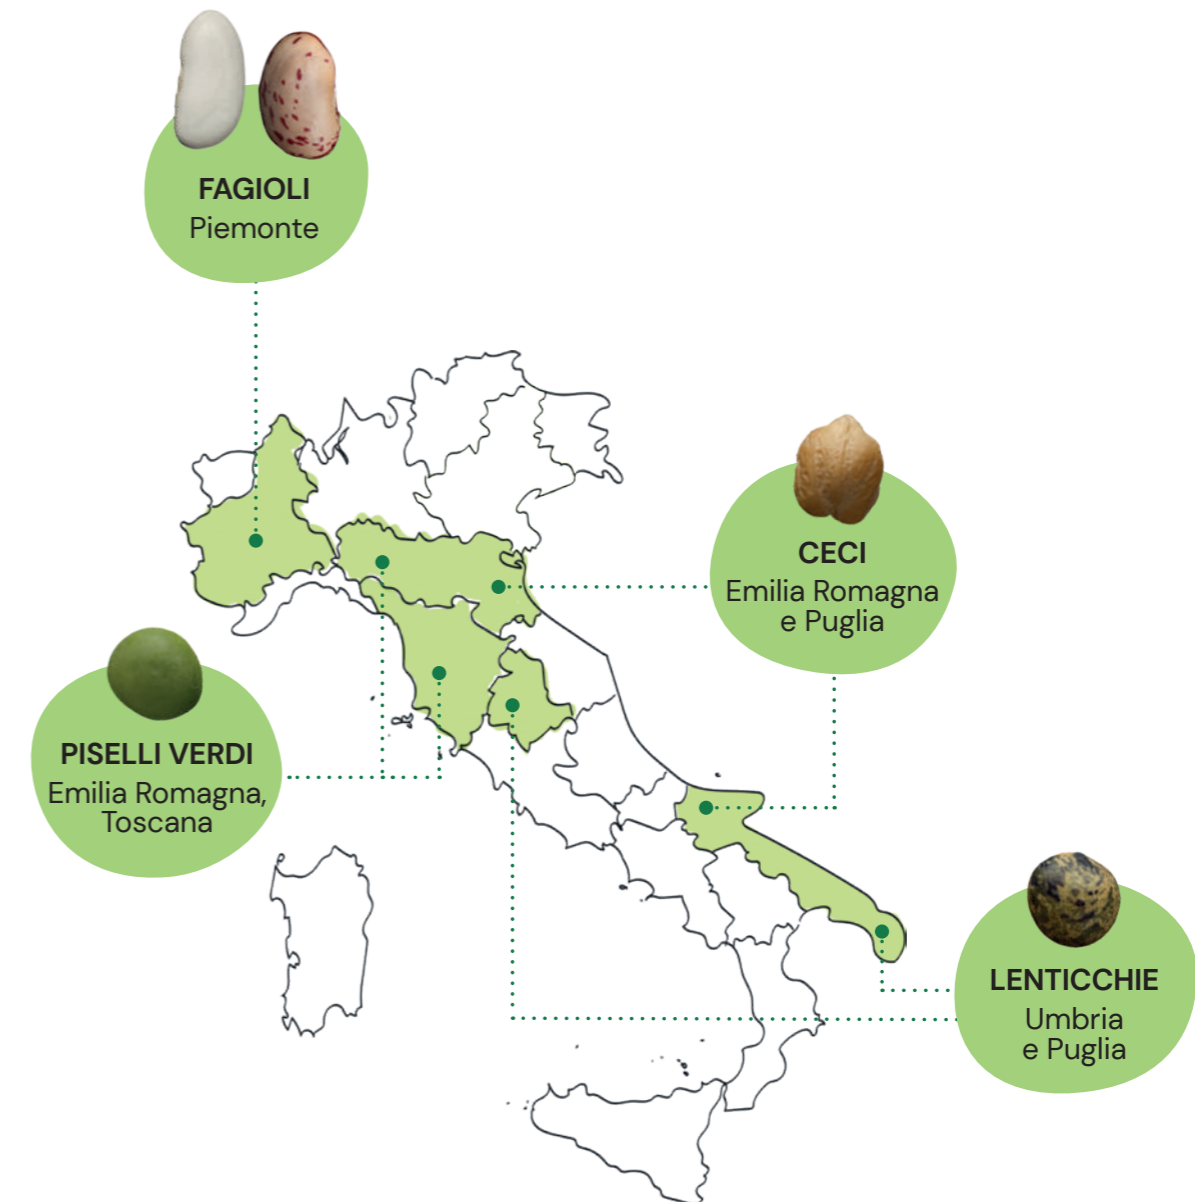 FAGIOLI
Piemonte
CECI
Emilia Romagna
e Puglia
PISELLI VERDI
Emilia Romagna,
Toscana
LENTICCHIE
Umbria
e Puglia